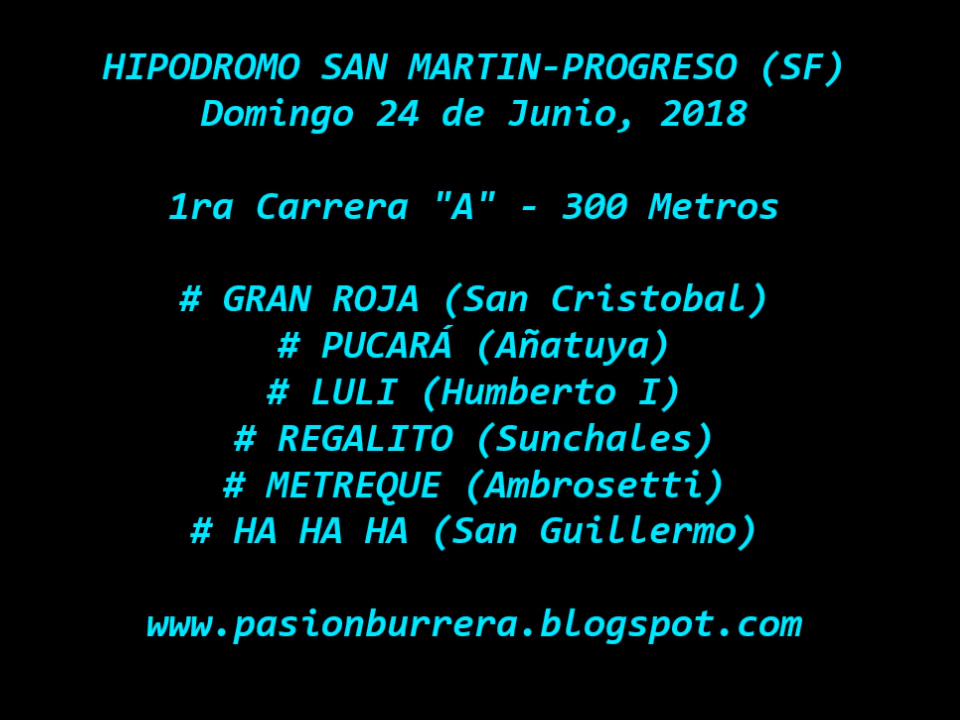 HIPODROMO SAN MARTIN-PROGRESO (SF)
Domingo 24 de Junio, 2018
1ra Carrera "A" - 300 Metros
# GRAN ROJA (San Cristobal)
# PUCARÁ (Añatuya)
# LULI (Humberto I)
# REGALITO (Sunchales)
# METREQUE (Ambrosetti)
# HA HA HA (San Guillermo)
www.pasionburrera.blogspot.com